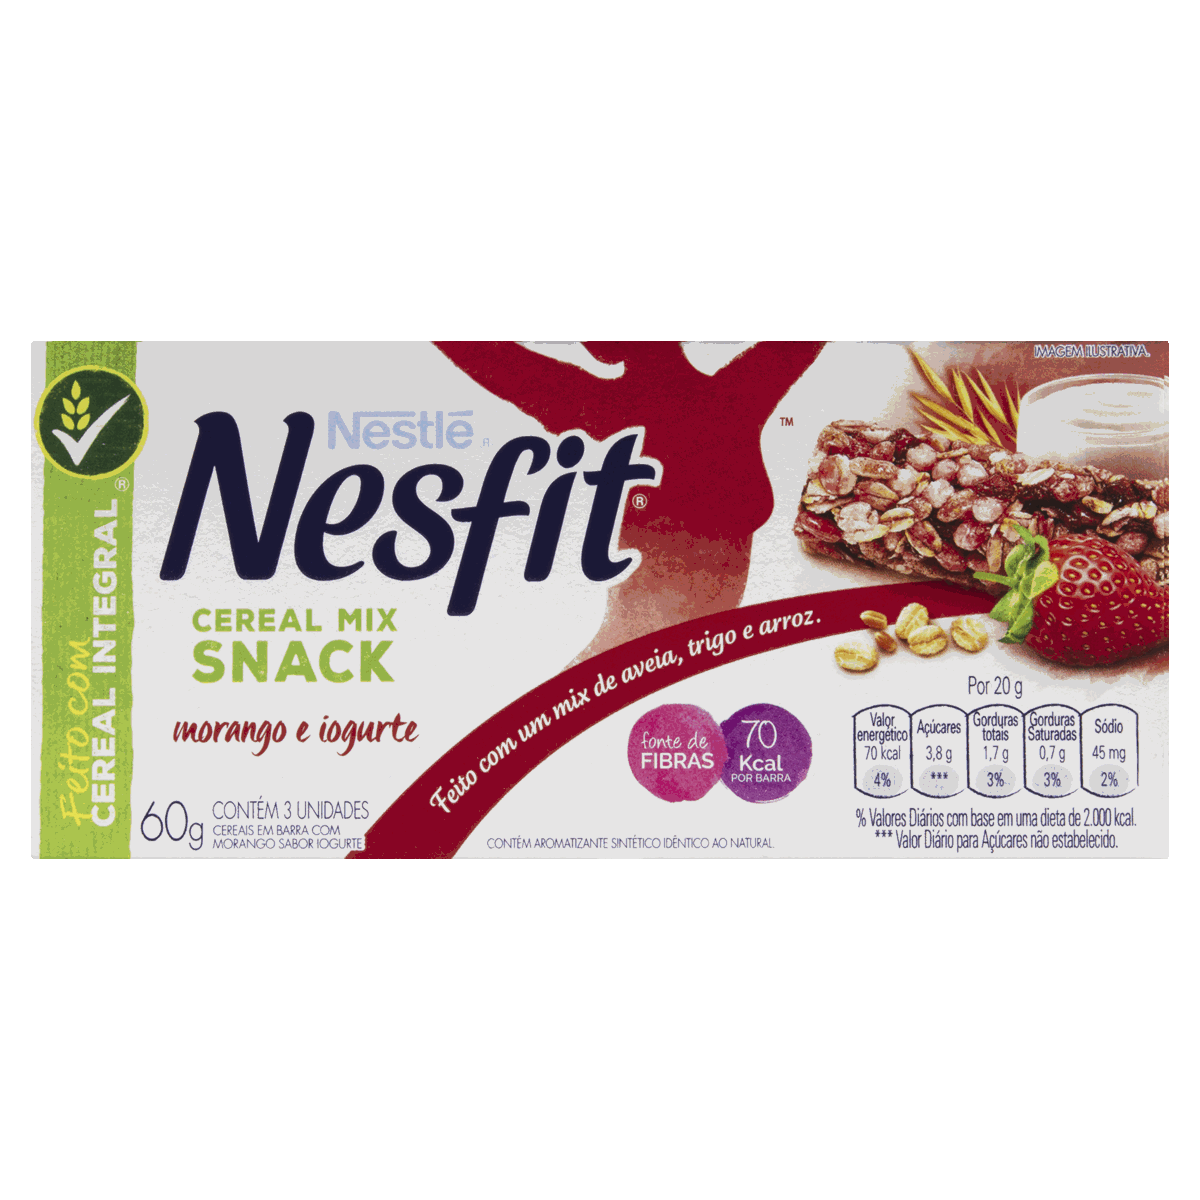 IMAGEM ILUSTRATIVA.
Feito com
CEREAL INTEGRAL®
Nestlé ®
Nesfit®
TM
CEREAL MIX
SNACK
morango e iogurte
Feito com um mix de aveia, trigo e arroz.
fonte de
FIBRAS
70
Kcal
POR BARRA
60g
CONTÉM 3 UNIDADES
CEREAIS EM BARRA COM
MORANGO SABOR IOGURTE
CONTÉM AROMATIZANTE SINTÉTICO IDÊNTICO AO NATURAL.
Por 20 g
Valor energético 70 kcal 4%
Açúcares 3,8 g ***
Gorduras totais 1,7 g 3%
Gorduras Saturadas 0,7 g 3%
Sódio 45 mg 2%
% Valores Diários com base em uma dieta de 2.000 kcal.
*** Valor Diário para Açúcares não estabelecido.